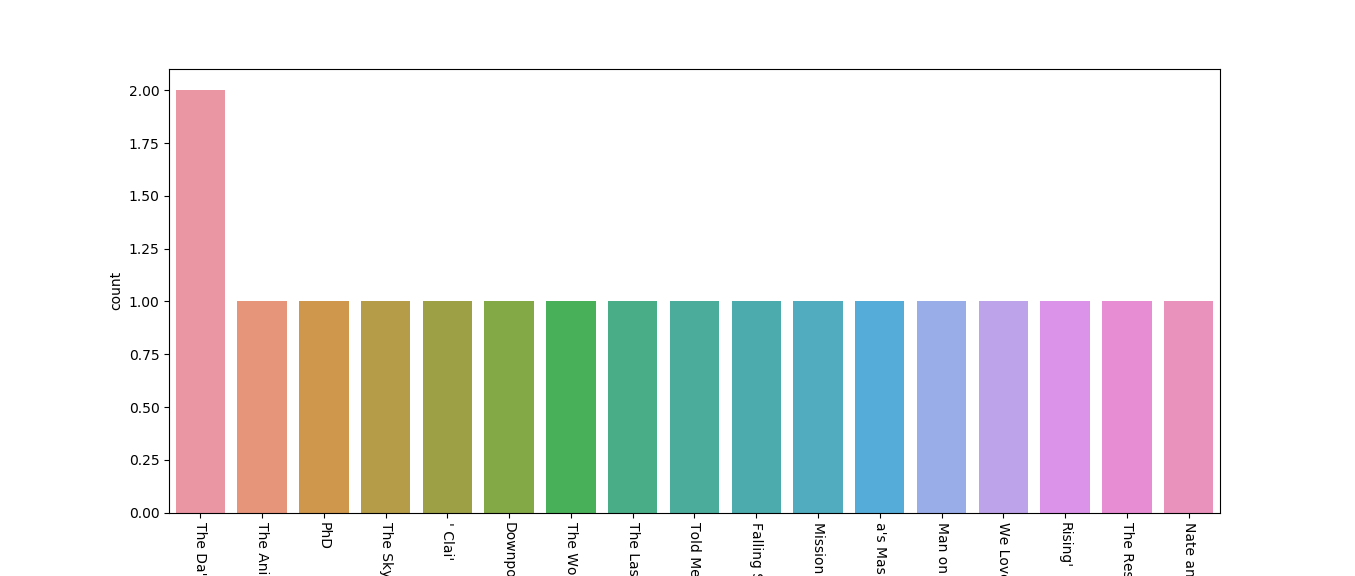 2.00
1.75
1.50
1.25
1.00
0.75
0.50
0.25
0.00
count
The Da'
The Ani
PhD
The Sky
' Clai'
Downpo
The Wo
The Las
Told Me
Falling S
Mission
a's Mas
Man on
We Love
Rising'
The Res
Nate an